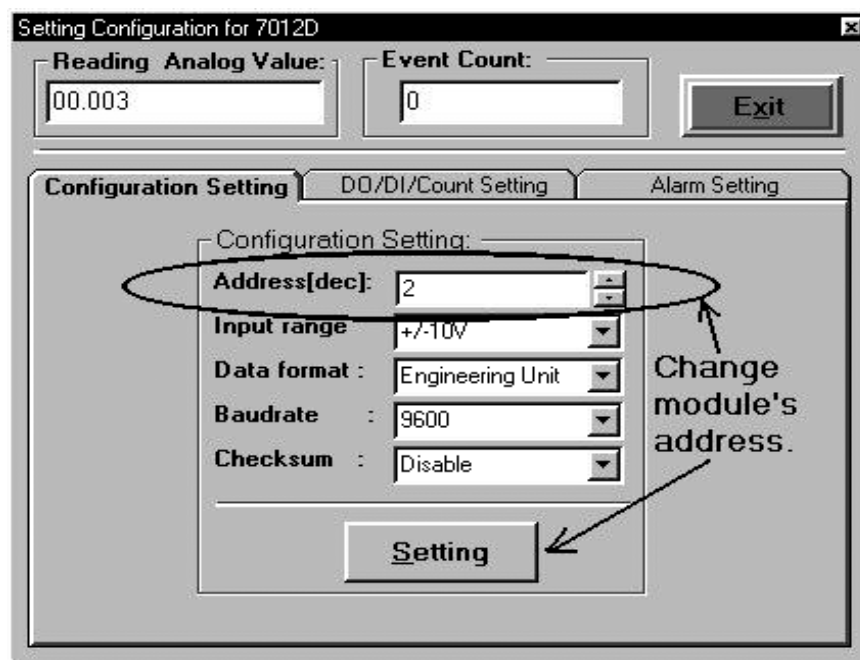 Setting Configuration for 7012D
Reading Analog Value:
Event Count:
00.003
0
Exit
Configuration Setting
DO/DI/Count Setting
Alarm Setting
Configuration Setting:
Address[dec]:
2
Input range
+/-10V
Data format :
Engineering Unit
Baudrate :
9600
Checksum :
Disable
Setting
Change
module's
address.